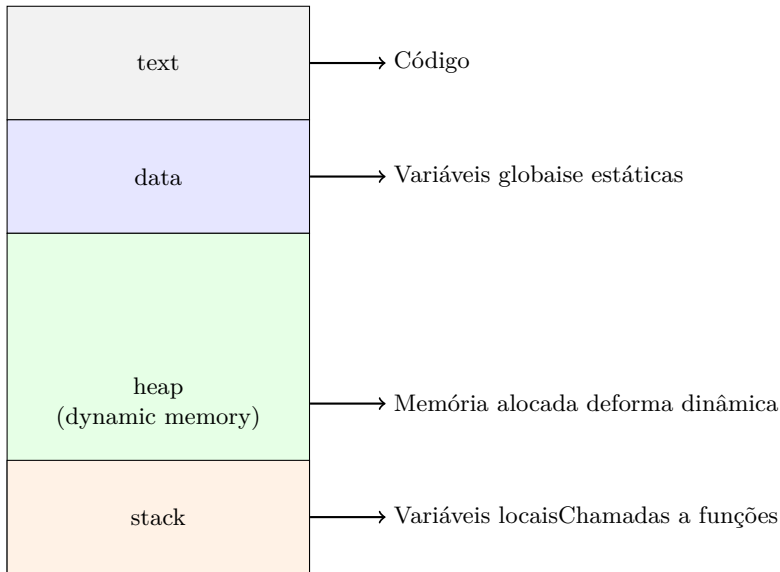 text
Código
data
Variáveis globaise estáticas
heap
(dynamic memory)
Memória alocada deforma dinâmica
stack
Variáveis locaisChamadas a funções